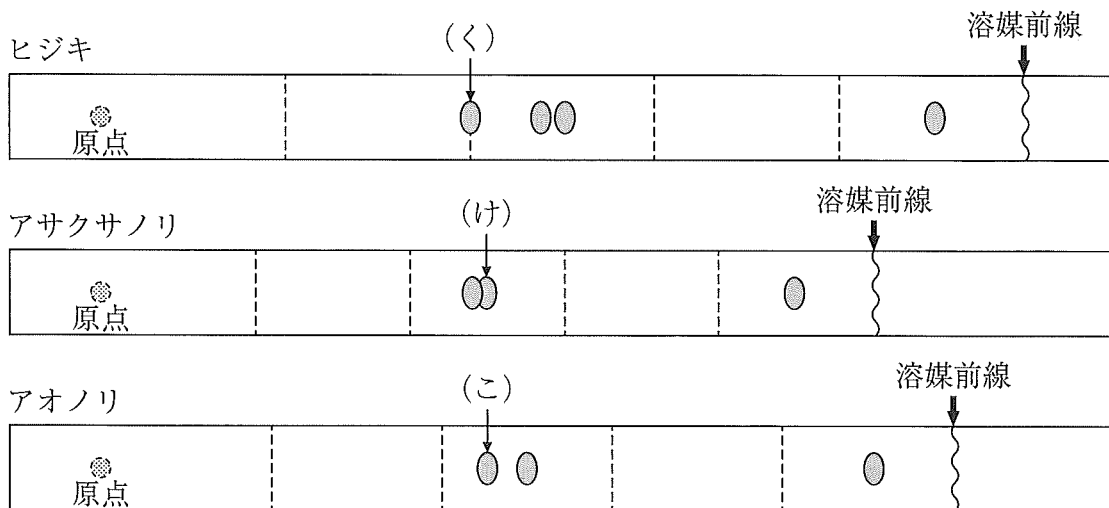 ヒジキ
(く)
溶媒前線
原点
アサクサノリ
(け)
溶媒前線
原点
アオノリ
(こ)
溶媒前線
原点